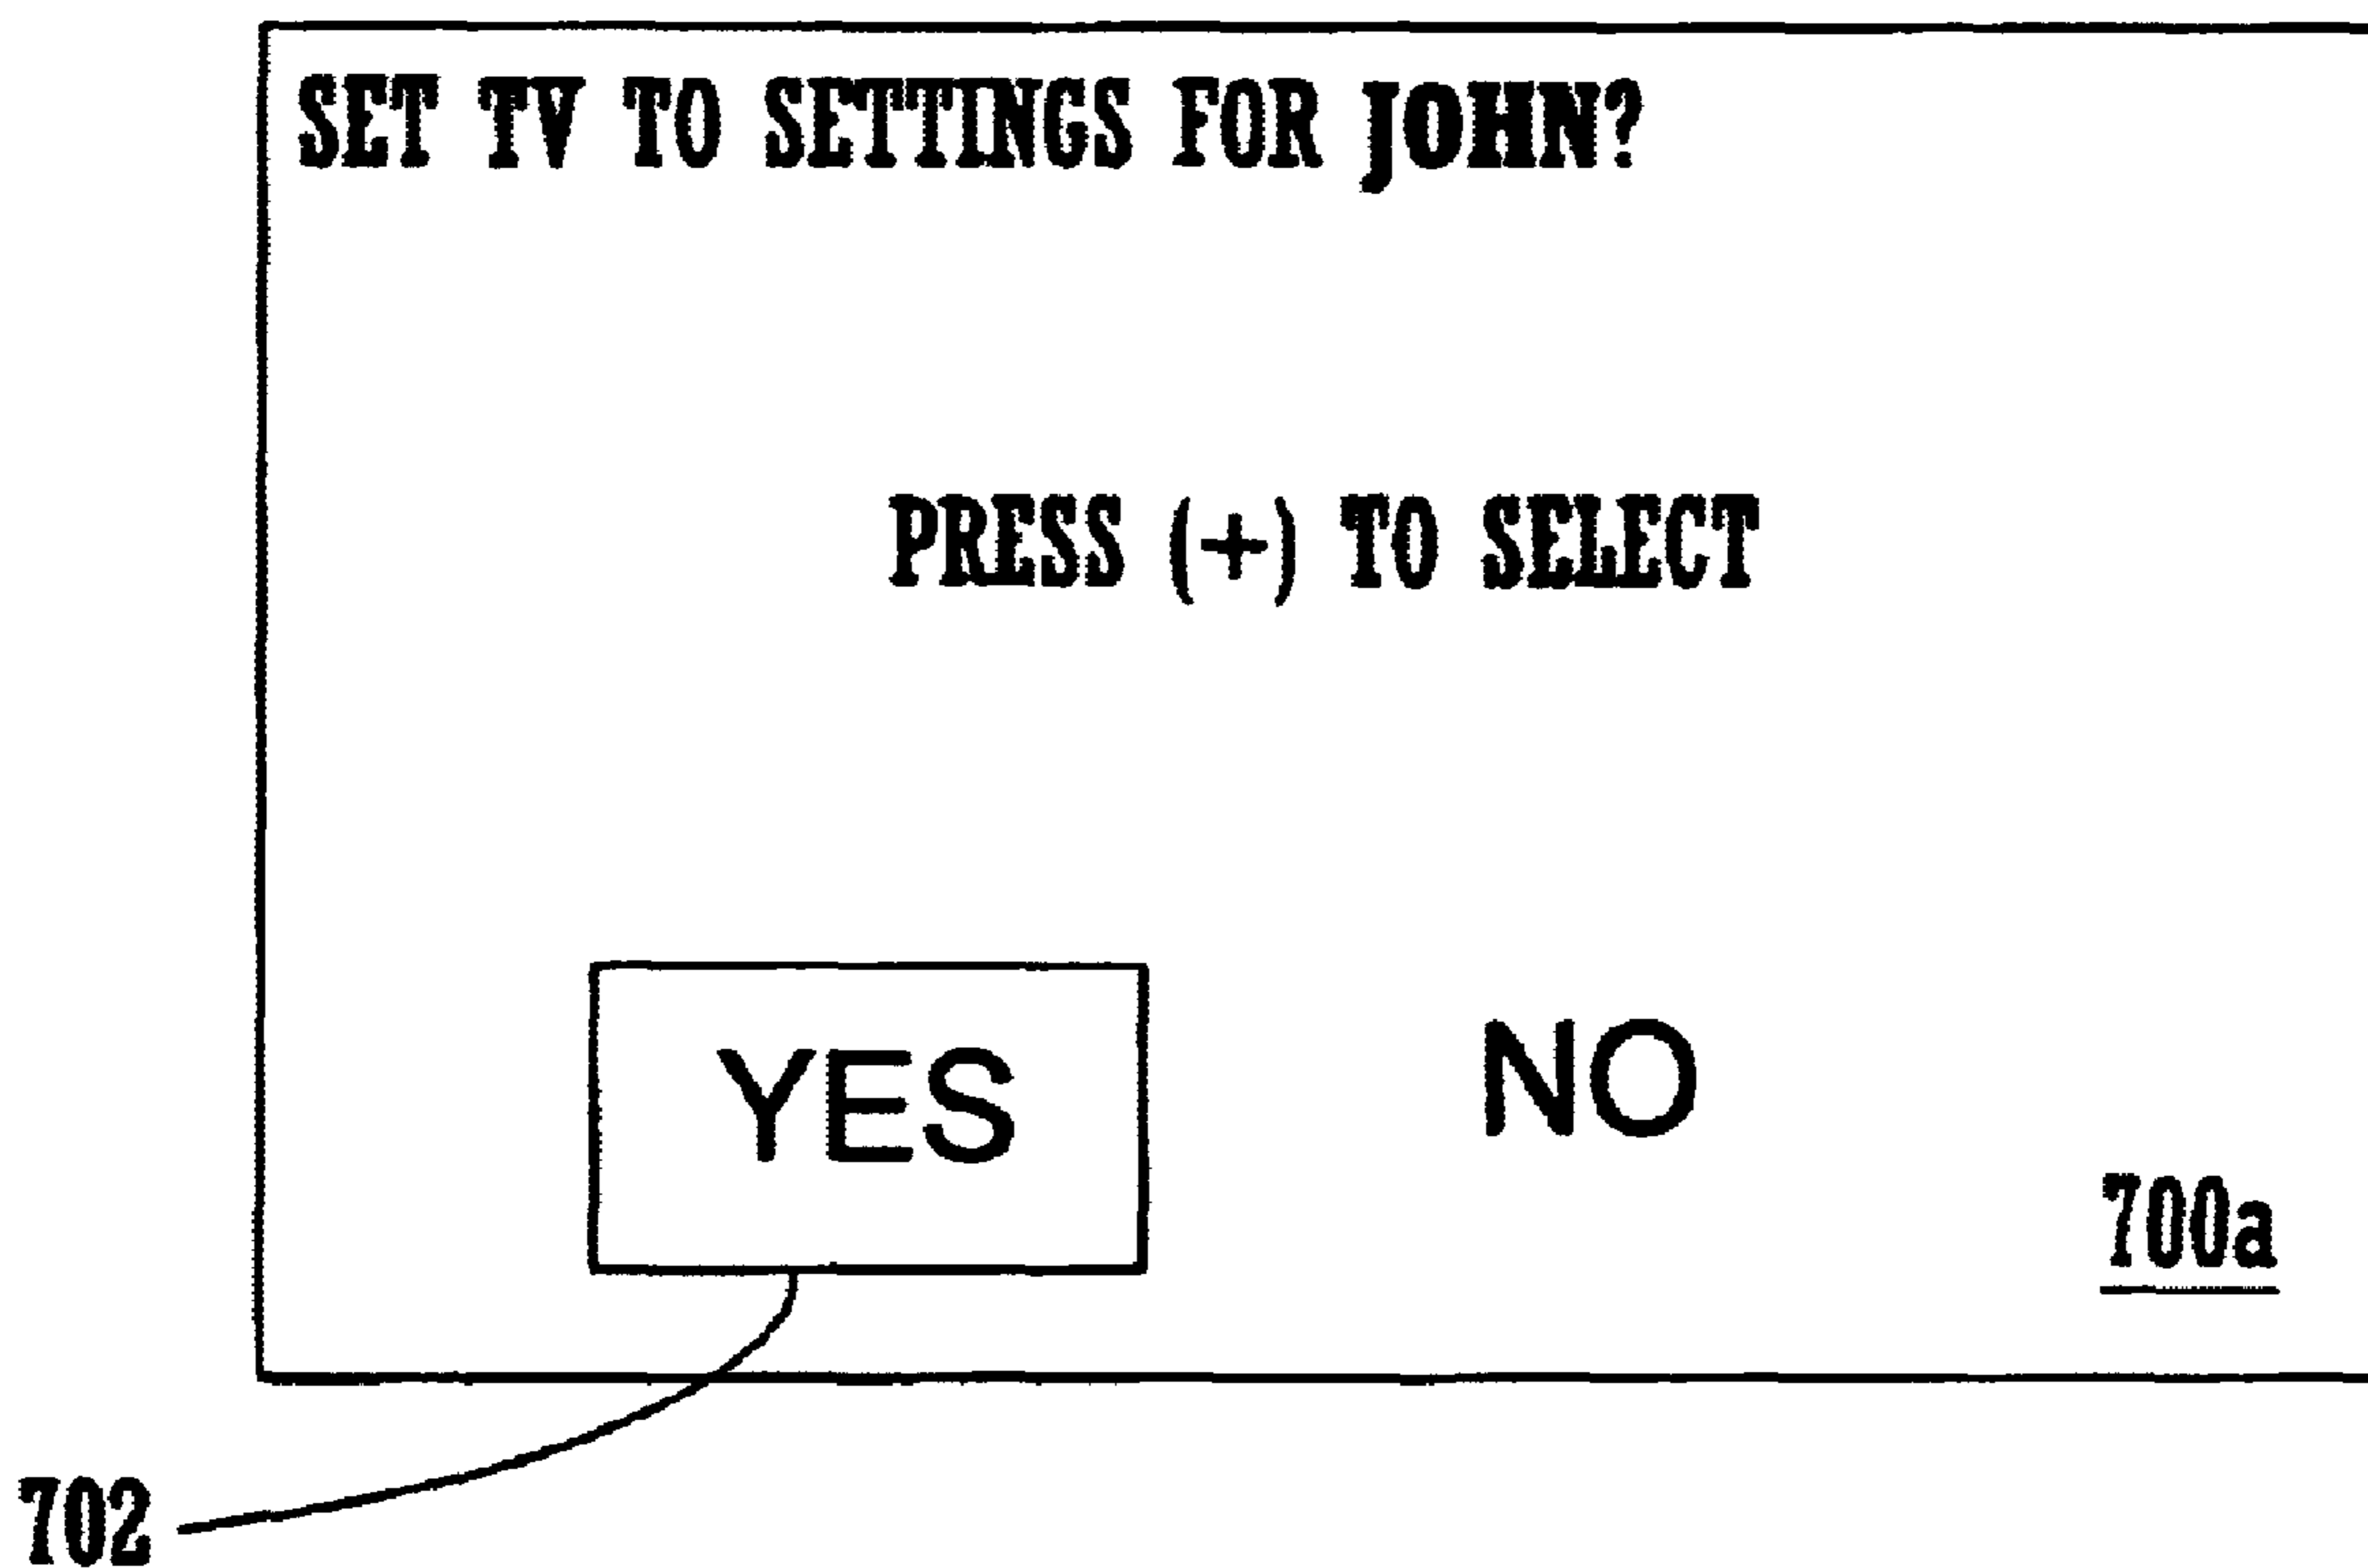 SET TV TO SETTINGS FOR JOHN?
PRESS (+) TO SELECT
YES NO
700a
702